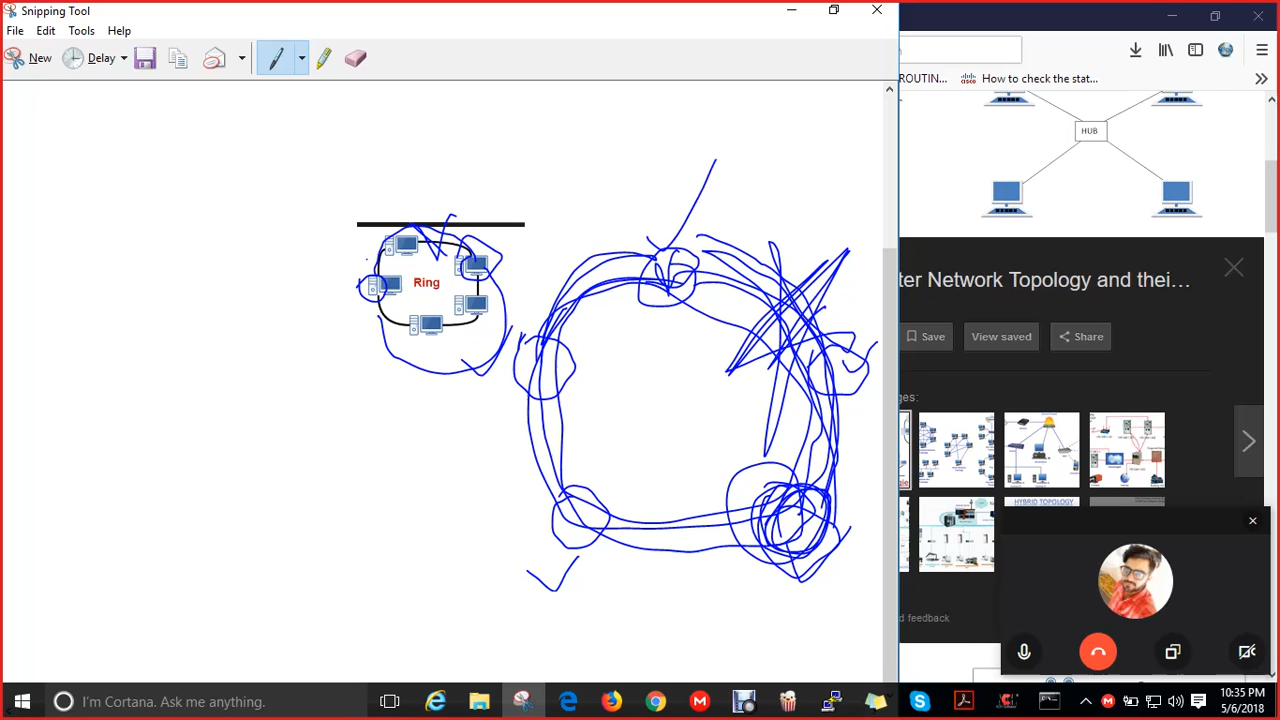 Snipping Tool
File Edit Tools Help
New Delay
ROUTIN... How to check the stat...
HUB
Ring
ter Network Topology and thei...
Save View saved Share
ges:
HYBRID TOPOLOGY
d feedback
I'm Cortana. Ask me anything.
10:35 PM
5/6/2018